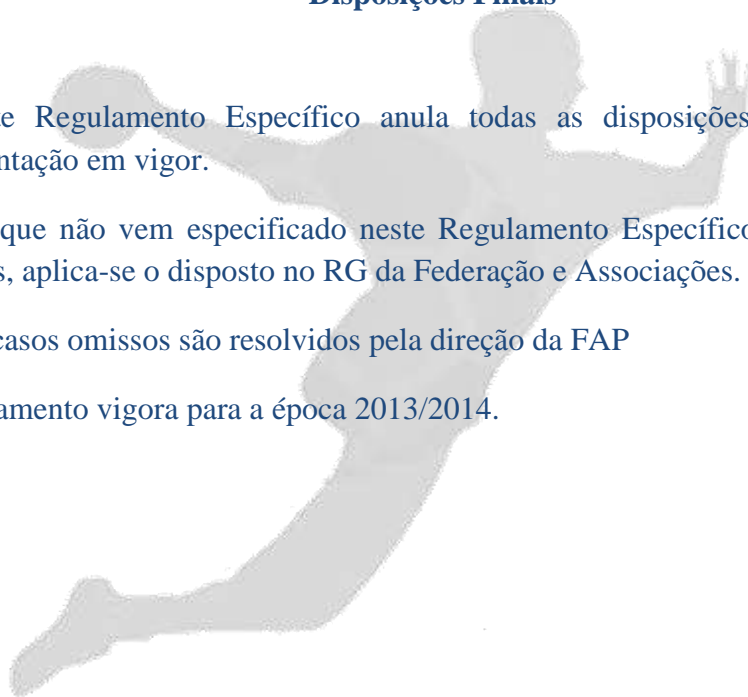 Disposições Finais
te Regulamento Específico anula todas as disposições
ntação em vigor.
que não vem especificado neste Regulamento Específico
s, aplica-se o disposto no RG da Federação e Associações.
casos omissos são resolvidos pela direção da FAP
amento vigora para a época 2013/2014.